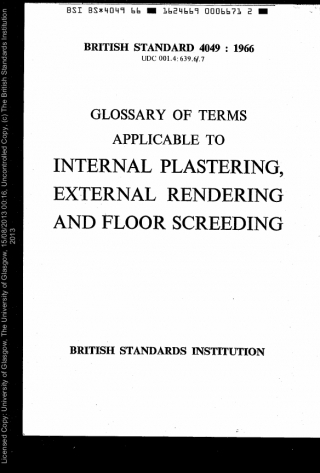 BSI BS*4049 66 ■ 1624669 0006671 2 ■
BRITISH STANDARD 4049 : 1966
UDC 001.4:639.6f.7
GLOSSARY OF TERMS
APPLICABLE TO
INTERNAL PLASTERING,
EXTERNAL RENDERING
AND FLOOR SCREEDING
BRITISH STANDARDS INSTITUTION
Licensed Copy: University of Glasgow, The University of Glasgow, 15/08/2013 00:16, Uncontrolled Copy, (c) The British Standards Institution
2013